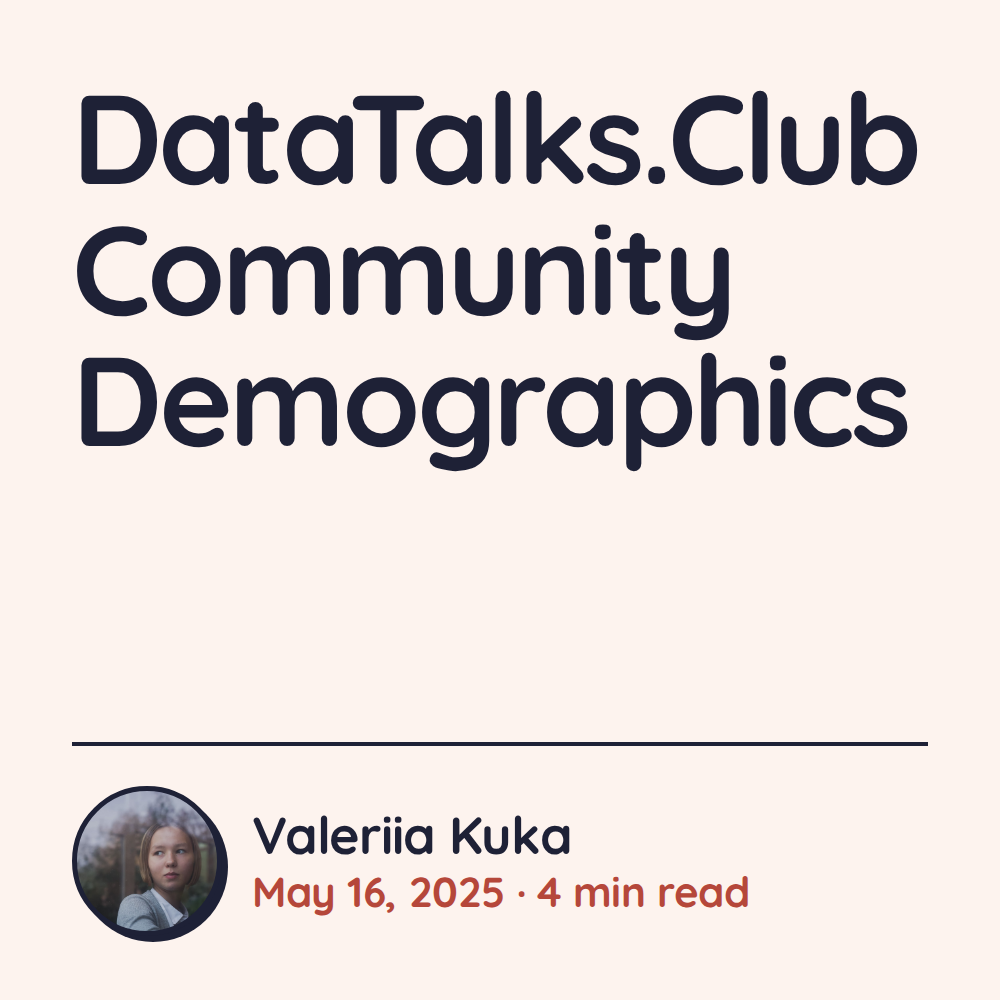 DataTalks.Club
Community
Demographics
Valeriia Kuka
May 16, 2025 · 4 min read